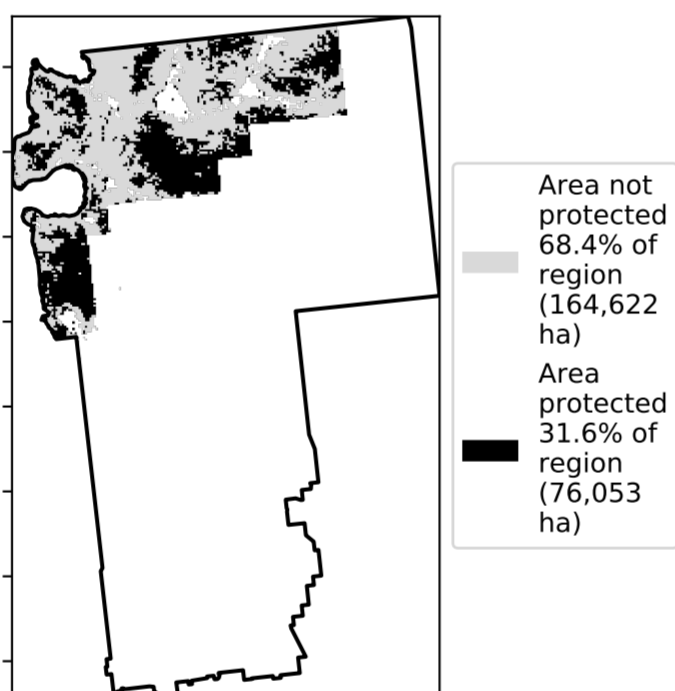 Area not
protected
68.4% of
region
(164,622
ha)
Area
protected
31.6% of
region
(76,053
ha)